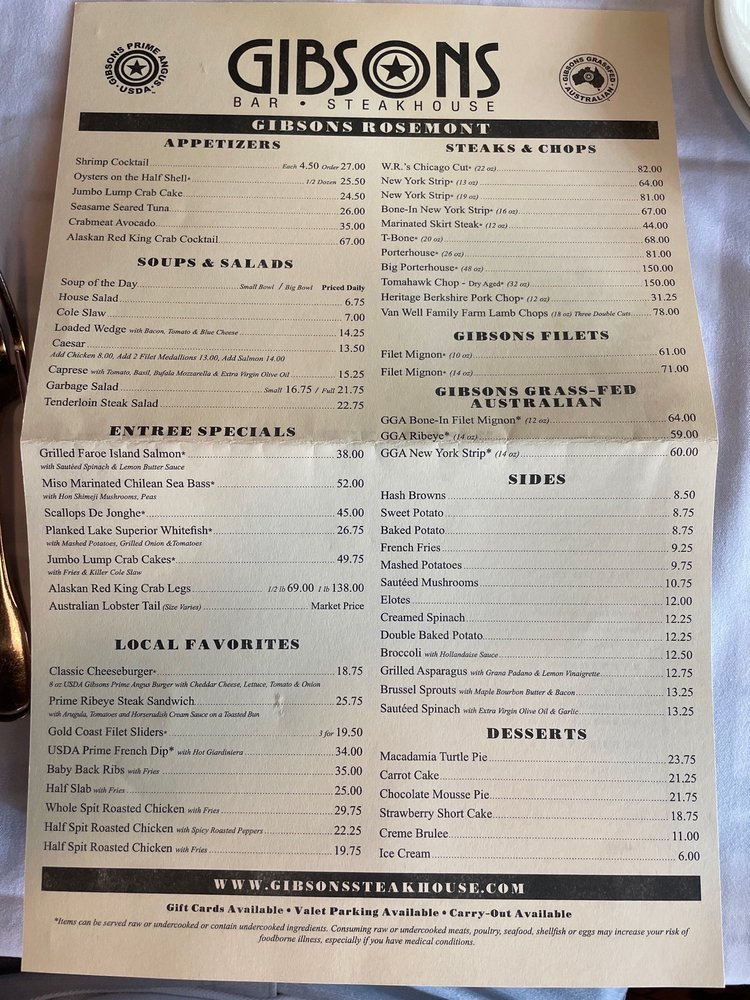 GIBSONS PRIME ANGUS
• USDA •
GIBSONS
BAR • STEAKHOUSE
GIBSONS GRASSFED
AUSTRALIAN
GIBSONS ROSEMONT
APPETIZERS
Shrimp Cocktail Each 4.50 Order 27.00
Oysters on the Half Shell* 1/2 Dozen 25.50
Jumbo Lump Crab Cake 24.50
Seasame Seared Tuna 26.00
Crabmeat Avocado 35.00
Alaskan Red King Crab Cocktail 67.00
SOUPS & SALADS
Soup of the Day Small Bowl / Big Bowl Priced Daily
House Salad 6.75
Cole Slaw 7.00
Loaded Wedge with Bacon, Tomato & Blue Cheese 14.25
Caesar 13.50
Add Chicken 8.00, Add 2 Filet Medallions 13.00, Add Salmon 14.00
Caprese with Tomato, Basil, Bufala Mozzarella & Extra Virgin Olive Oil 15.25
Garbage Salad Small 16.75 / Full 21.75
Tenderloin Steak Salad 22.75
ENTREE SPECIALS
Grilled Faroe Island Salmon* 38.00
with Sautéed Spinach & Lemon Butter Sauce
Miso Marinated Chilean Sea Bass* 52.00
with Hon Shimeji Mushrooms, Peas
Scallops De Jonghe* 45.00
Planked Lake Superior Whitefish* 26.75
with Mashed Potatoes, Grilled Onion &Tomatoes
Jumbo Lump Crab Cakes* 49.75
with Fries & Killer Cole Slaw
Alaskan Red King Crab Legs 1/2 lb 69.00 1 lb 138.00
Australian Lobster Tail (Size Varies) Market Price
LOCAL FAVORITES
Classic Cheeseburger* 18.75
8 oz USDA Gibsons Prime Angus Burger with Cheddar Cheese, Lettuce, Tomato & Onion
Prime Ribeye Steak Sandwich 25.75
with Arugula, Tomatoes and Horseradish Cream Sauce on a Toasted Bun
Gold Coast Filet Sliders* 3 for 19.50
USDA Prime French Dip* with Hot Giardiniera 34.00
Baby Back Ribs with Fries 35.00
Half Slab with Fries 25.00
Whole Spit Roasted Chicken with Fries 29.75
Half Spit Roasted Chicken with Spicy Roasted Peppers 22.25
Half Spit Roasted Chicken with Fries 19.75
STEAKS & CHOPS
W.R.'s Chicago Cut* (22 oz) 82.00
New York Strip* (13 oz) 64.00
New York Strip* (19 oz) 81.00
Bone-In New York Strip* (16 oz) 67.00
Marinated Skirt Steak* (12 oz) 44.00
T-Bone* (20 oz) 68.00
Porterhouse* (26 oz) 81.00
Big Porterhouse* (48 oz) 150.00
Tomahawk Chop - Dry Aged* (32 oz) 150.00
Heritage Berkshire Pork Chop* (12 oz) 31.25
Van Well Family Farm Lamb Chops (18 oz) Three Double Cuts 78.00
GIBSONS FILETS
Filet Mignon* (10 oz) 61.00
Filet Mignon* (14 oz) 71.00
GIBSONS GRASS-FED
AUSTRALIAN
GGA Bone-In Filet Mignon* (12 oz) 64.00
GGA Ribeye* (14 oz) 59.00
GGA New York Strip* (14 oz) 60.00
SIDES
Hash Browns 8.50
Sweet Potato 8.75
Baked Potato 8.75
French Fries 9.25
Mashed Potatoes 9.75
Sautéed Mushrooms 10.75
Elotes 12.00
Creamed Spinach 12.25
Double Baked Potato 12.25
Broccoli with Hollandaise Sauce 12.50
Grilled Asparagus with Grana Padano & Lemon Vinaigrette 12.75
Brussel Sprouts with Maple Bourbon Butter & Bacon 13.25
Sautéed Spinach with Extra Virgin Olive Oil & Garlic 13.25
DESSERTS
Macadamia Turtle Pie 23.75
Carrot Cake 21.25
Chocolate Mousse Pie 21.75
Strawberry Short Cake 18.75
Creme Brulee 11.00
Ice Cream 6.00
WWW.GIBSONSSTEAKHOUSE.COM
Gift Cards Available • Valet Parking Available • Carry-Out Available
*Items can be served raw or undercooked or contain undercooked ingredients. Consuming raw or undercooked meats, poultry, seafood, shellfish or eggs may increase your risk of
foodborne illness, especially if you have medical conditions.